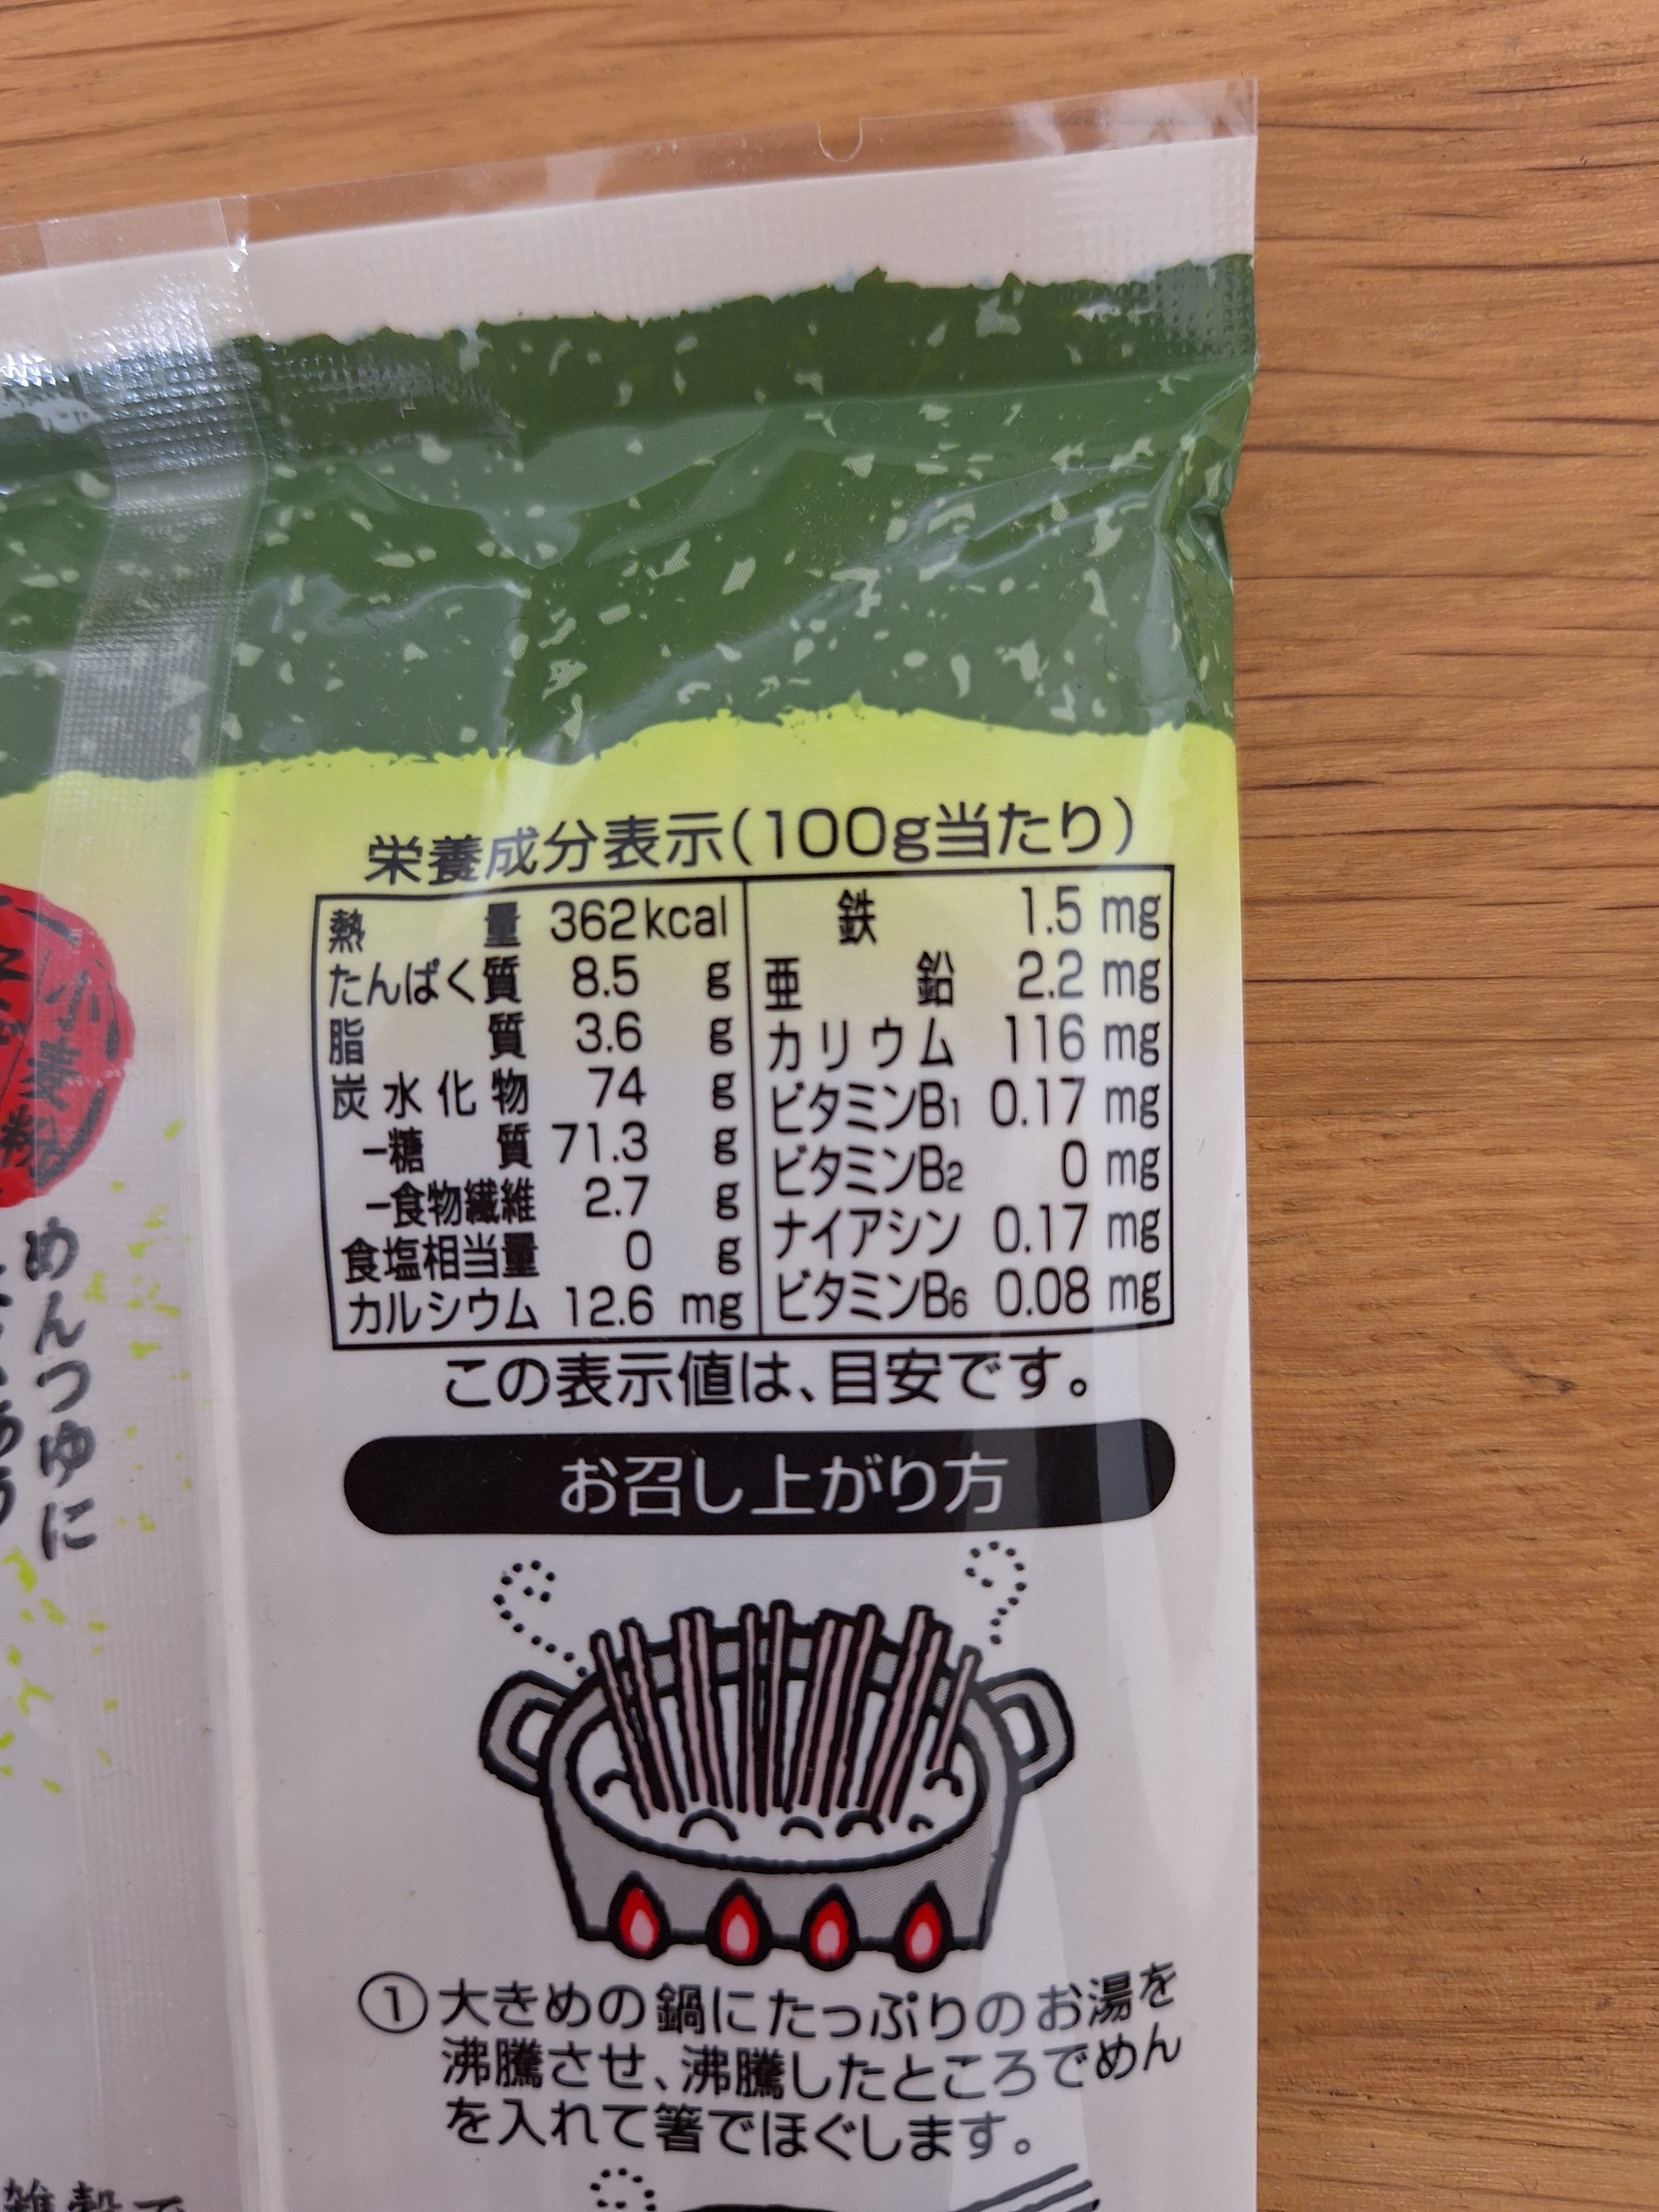 栄養成分表示(100g当たり)
熱量 362kcal
たんぱく質 8.5 g
脂質 3.6 g
炭水化物 74 g
－糖質 71.3 g
－食物繊維 2.7 g
食塩相当量 0 g
カルシウム 12.6 mg
鉄 1.5 mg
亜鉛 2.2 mg
カリウム 116 mg
ビタミンB1 0.17 mg
ビタミンB2 0 mg
ナイアシン 0.17 mg
ビタミンB6 0.08 mg
この表示値は、目安です。
お召し上がり方
①大きめの鍋にたっぷりのお湯を
沸騰させ、沸騰したところでめん
を入れて箸でほぐします。
めんつゆに
雑穀で